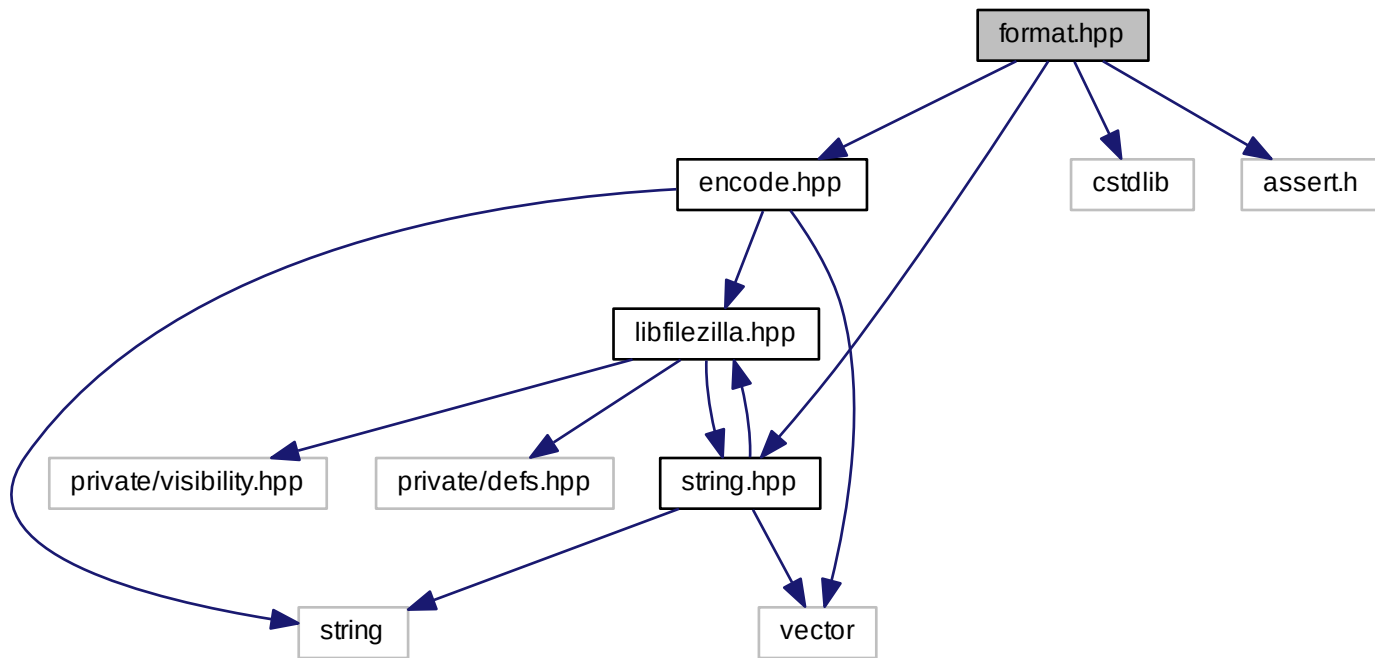 format.hpp
encode.hpp
cstdlib
assert.h
libfilezilla.hpp
private/visibility.hpp
private/defs.hpp
string.hpp
string
vector